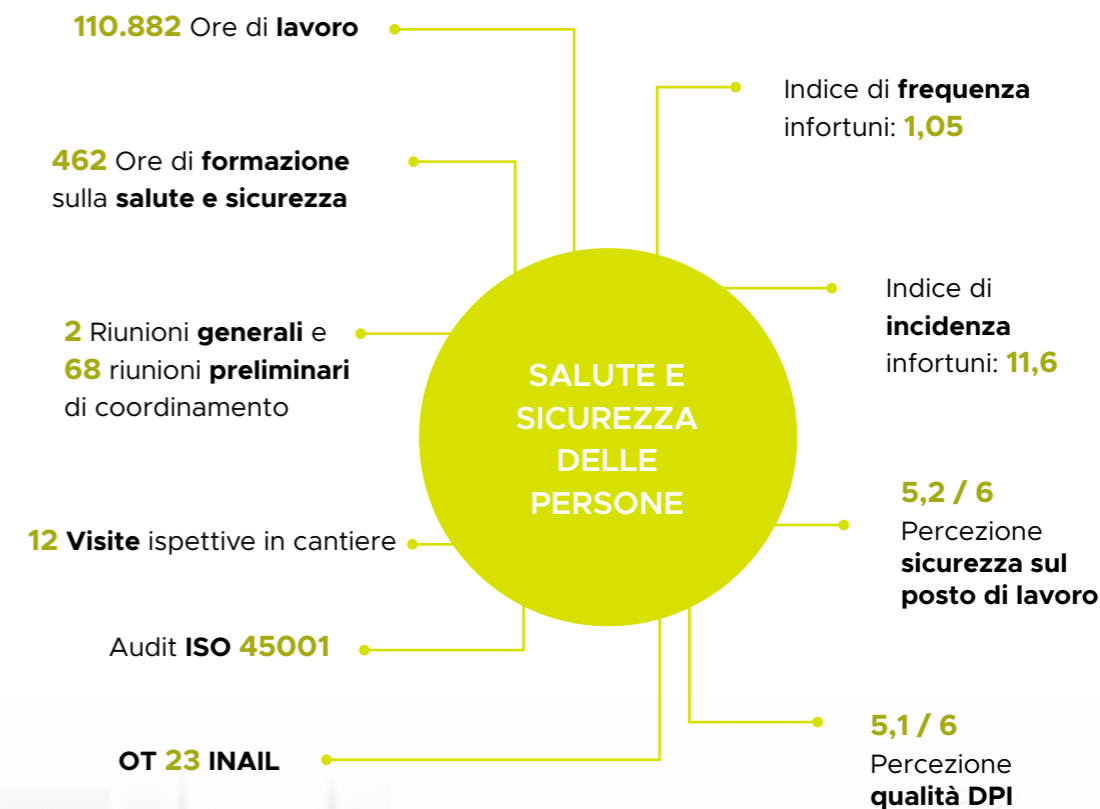 110.882 Ore di lavoro
462 Ore di formazione
sulla salute e sicurezza
2 Riunioni generali e
68 riunioni preliminari
di coordinamento
12 Visite ispettive in cantiere
Audit ISO 45001
OT 23 INAIL
SALUTE E
SICUREZZA
DELLE
PERSONE
Indice di frequenza
infortuni: 1,05
Indice di
incidenza
infortuni: 11,6
5,2 / 6
Percezione
sicurezza sul
posto di lavoro
5,1 / 6
Percezione
qualità DPI